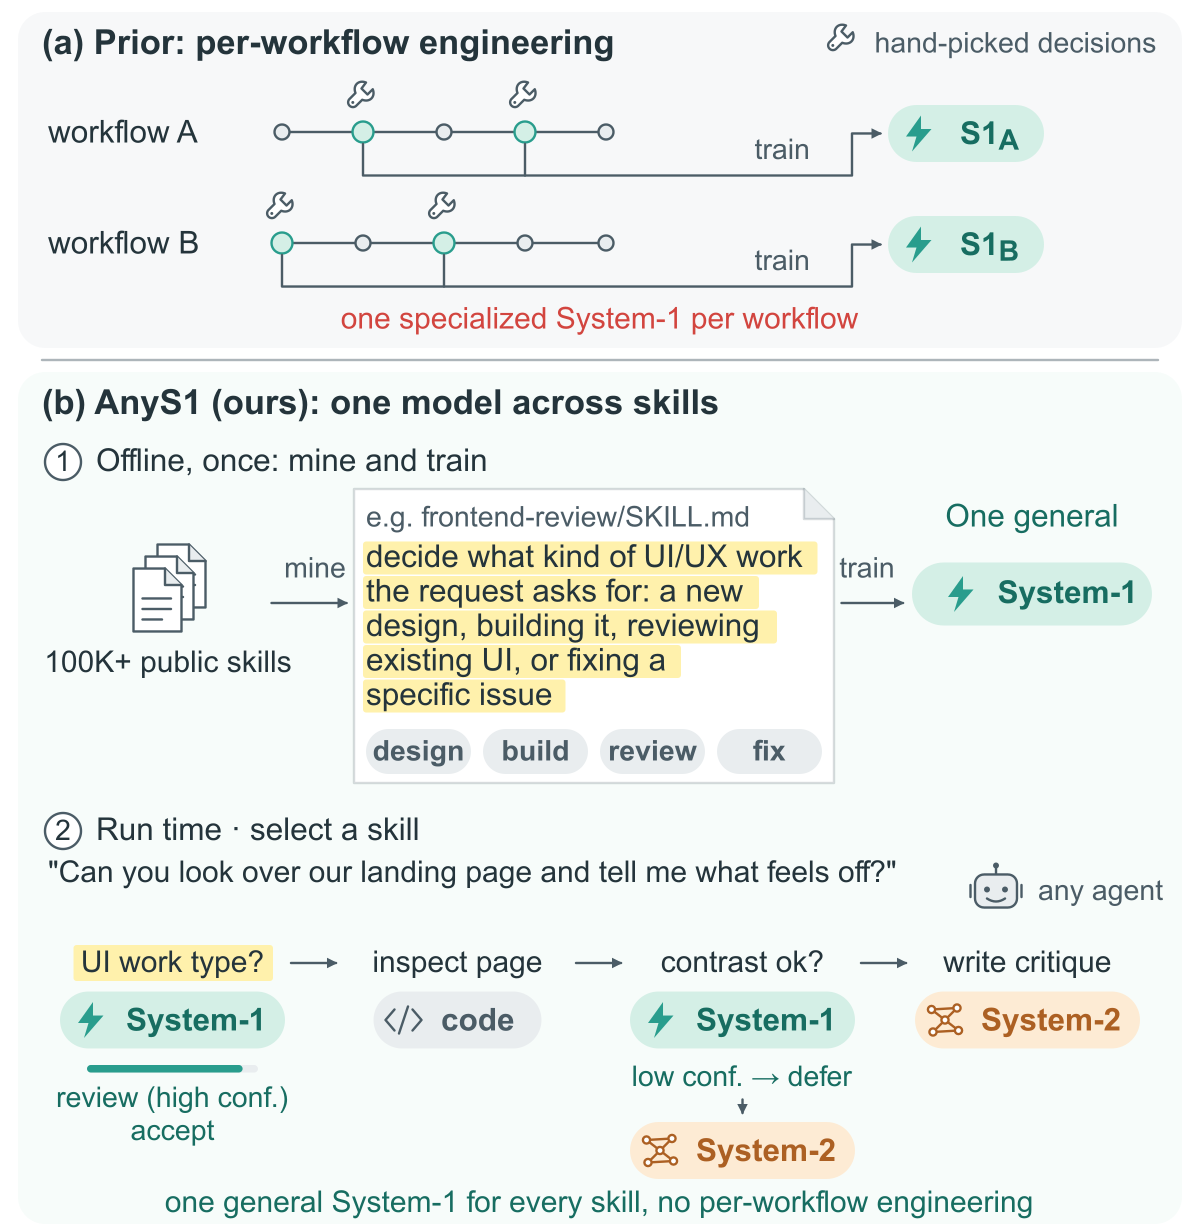 (a) Prior: per-workflow engineering
hand-picked decisions
workflow A
train
S1A
workflow B
train
S1B
one specialized System-1 per workflow
(b) AnyS1 (ours): one model across skills
1 Offline, once: mine and train
100K+ public skills
mine
e.g. frontend-review/SKILL.md
decide what kind of UI/UX work
the request asks for: a new
design, building it, reviewing
existing UI, or fixing a
specific issue
design build review fix
train
One general
System-1
2 Run time · select a skill
"Can you look over our landing page and tell me what feels off?"
any agent
UI work type? → inspect page → contrast ok? → write critique
System-1 </> code System-1 System-2
review (high conf.)
accept
low conf. → defer
System-2
one general System-1 for every skill, no per-workflow engineering